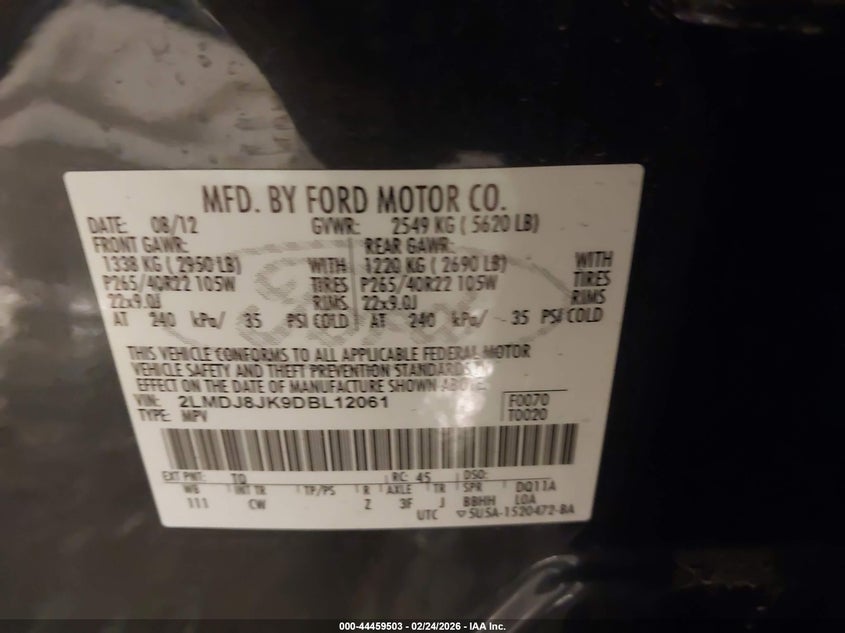 MFD. BY FORD MOTOR CO.
DATE: 08/12 GVWR: 2549 KG ( 5620 LB)
FRONT GAWR: REAR GAWR:
1338 KG ( 2950 LB) WITH 1220 KG ( 2690 LB) WITH
P265/40R22 105W TIRES P265/40R22 105W TIRES
22x9.0J RIMS 22x9.0J RIMS
AT 240 kPa/ 35 PSI COLD AT 240 kPa/ 35 PSI COLD
THIS VEHICLE CONFORMS TO ALL APPLICABLE FEDERAL MOTOR
VEHICLE SAFETY AND THEFT PREVENTION STANDARDS IN
EFFECT ON THE DATE OF MANUFACTURE SHOWN ABOVE.
VIN: 2LMDJ8JK9DBL12061 F0070
TYPE: MPV T0020
EXT PNT: TQ RC: 45 DSO:
WB INT TR TP/PS R AXLE TR SPR DQ11A
111 CW Z 3F J BBHH LOA
UTC 5U5A-1520472-BA
000-44459503 - 02/24/2026 - IAA Inc.